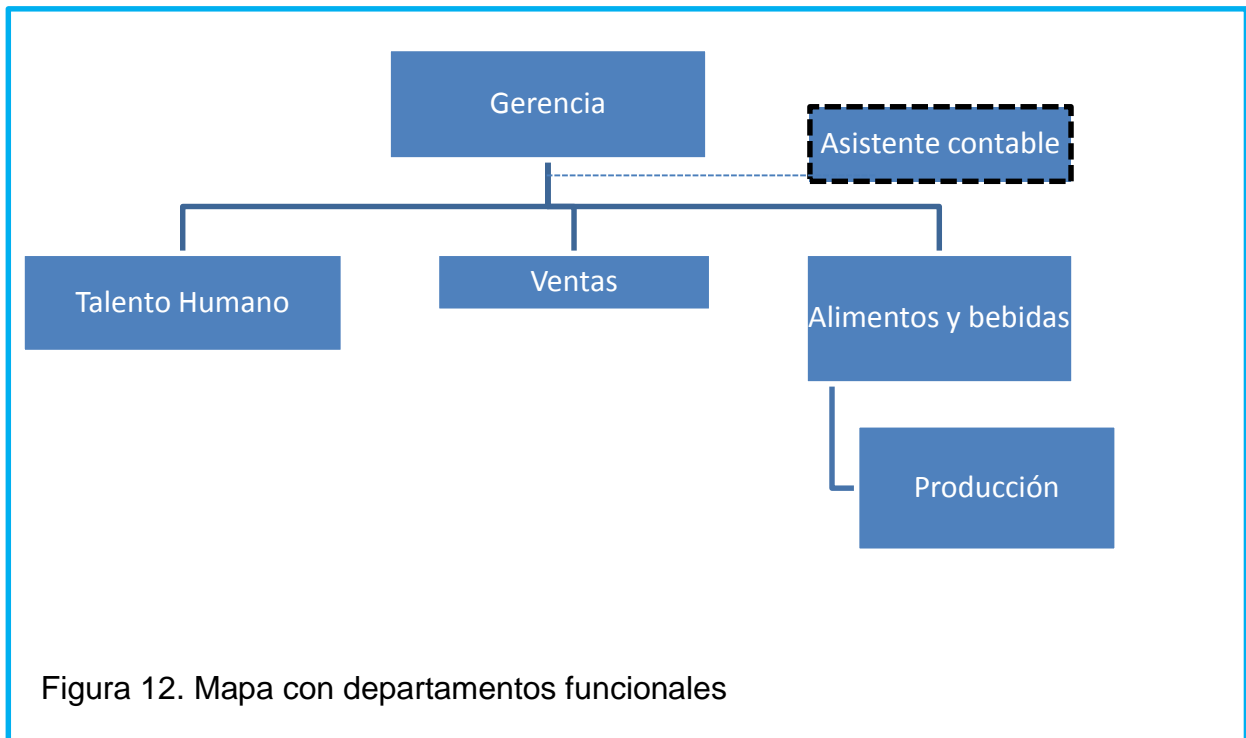 Gerencia
Asistente contable
Talento Humano
Ventas
Alimentos y bebidas
Producción
Figura 12. Mapa con departamentos funcionales